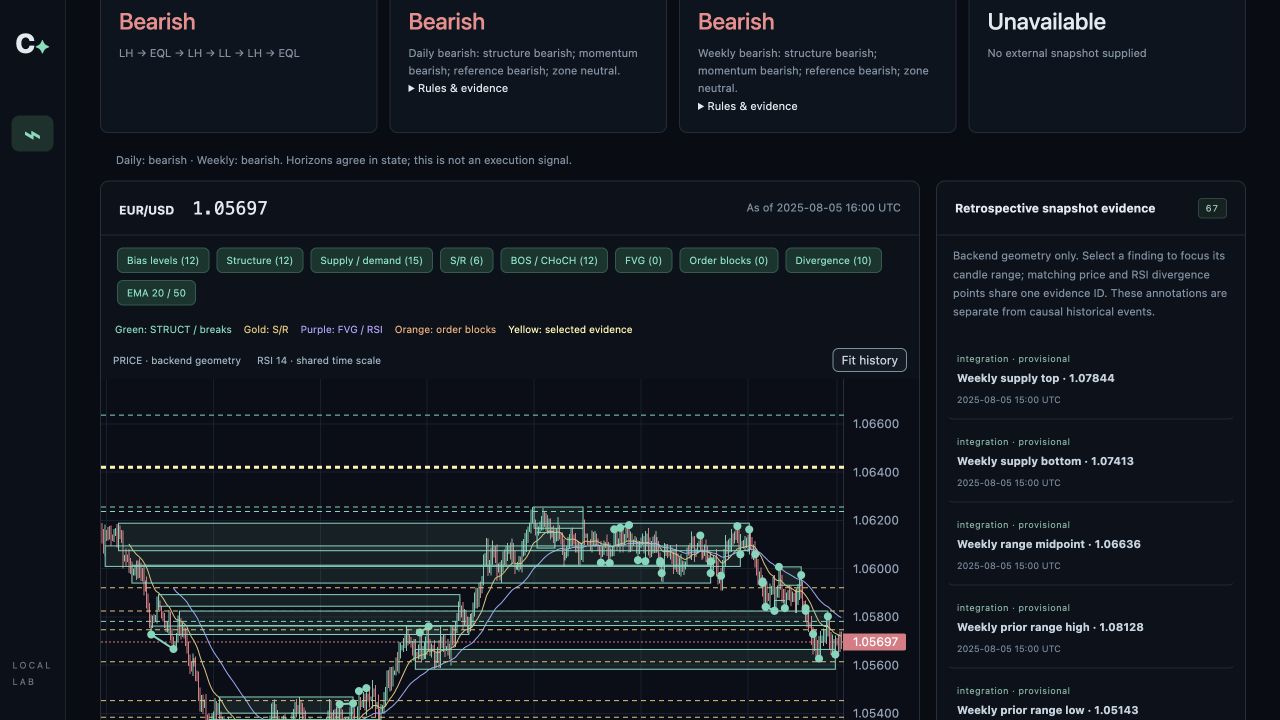 C
Bearish
LH → EQL → LH → LL → LH → EQL
Bearish
Daily bearish: structure bearish; momentum
bearish; reference bearish; zone neutral.
▶ Rules & evidence
Bearish
Weekly bearish: structure bearish;
momentum bearish; reference bearish; zone
neutral.
▶ Rules & evidence
Unavailable
No external snapshot supplied
Daily: bearish · Weekly: bearish. Horizons agree in state; this is not an execution signal.
EUR/USD 1.05697
As of 2025-08-05 16:00 UTC
Bias levels (12) Structure (12) Supply / demand (15) S/R (6) BOS / CHoCH (12) FVG (0) Order blocks (0) Divergence (10)
EMA 20 / 50
Green: STRUCT / breaks Gold: S/R Purple: FVG / RSI Orange: order blocks Yellow: selected evidence
PRICE · backend geometry RSI 14 · shared time scale
Fit history
1.06600
1.06400
1.06200
1.06000
1.05800
1.05697
1.05600
1.05400
Retrospective snapshot evidence
67
Backend geometry only. Select a finding to focus its
candle range; matching price and RSI divergence
points share one evidence ID. These annotations are
separate from causal historical events.
integration · provisional
Weekly supply top · 1.07844
2025-08-05 15:00 UTC
integration · provisional
Weekly supply bottom · 1.07413
2025-08-05 15:00 UTC
integration · provisional
Weekly range midpoint · 1.06636
2025-08-05 15:00 UTC
integration · provisional
Weekly prior range high · 1.08128
2025-08-05 15:00 UTC
integration · provisional
Weekly prior range low · 1.05143
LOCAL
LAB